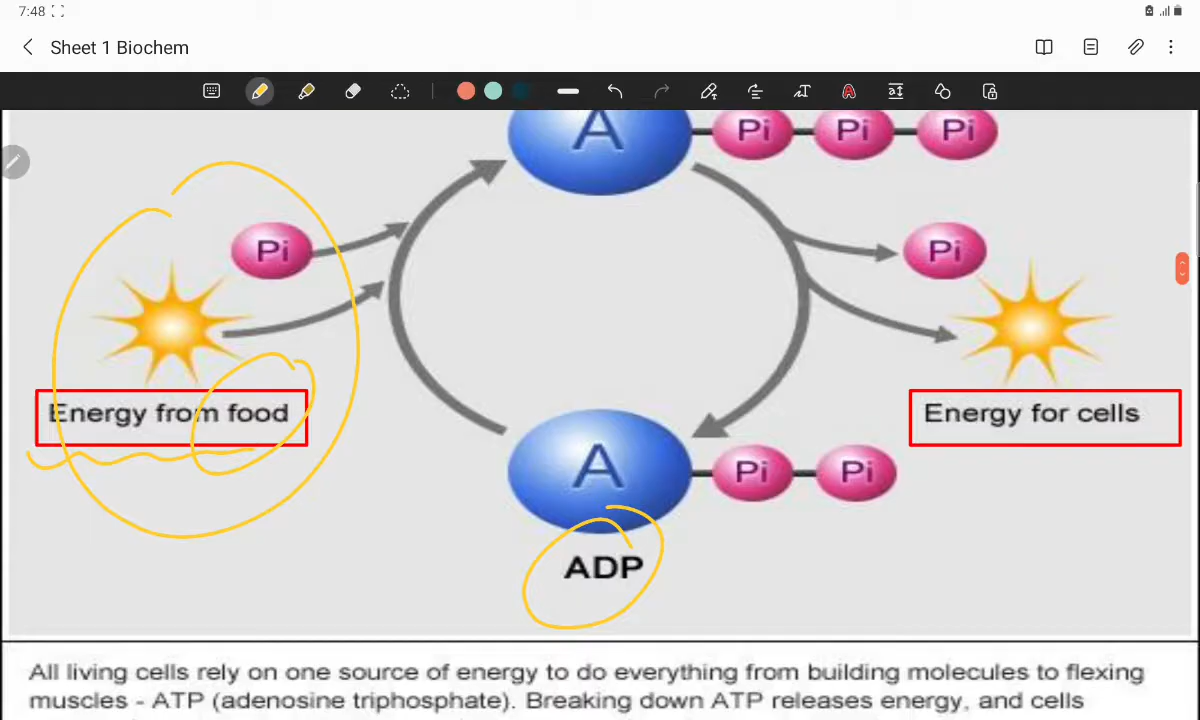 7:48
Sheet 1 Biochem
A Pi Pi Pi
Pi
Pi
Energy from food
Energy for cells
A Pi Pi
ADP
All living cells rely on one source of energy to do everything from building molecules to flexing
muscles - ATP (adenosine triphosphate). Breaking down ATP releases energy, and cells